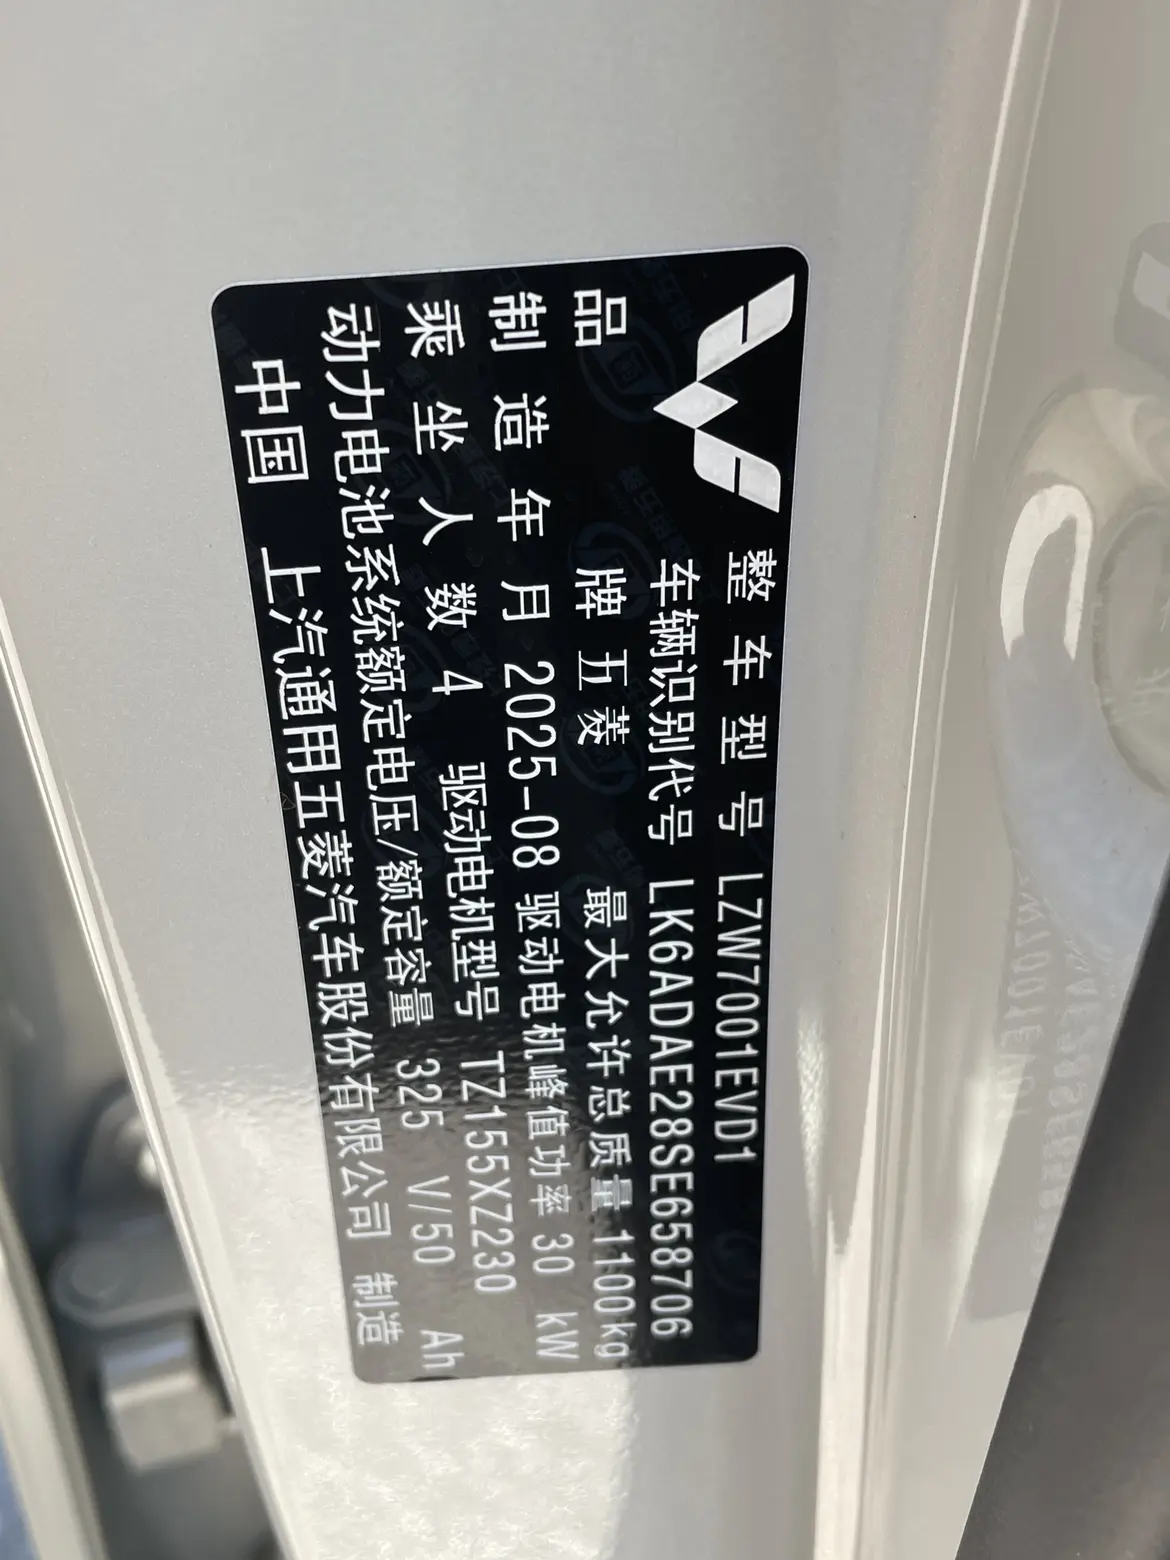 整车型号 LZW7001EVD1
车辆识别代号 LK6ADAE28SE658706
品牌 五菱 最大允许总质量 1100kg
制造年月 2025-08 驱动电机峰值功率 30 kW
乘坐人数 4 驱动电机型号 TZ155XZ230
动力电池系统额定电压/额定容量 325 V/50 Ah
中国 上汽通用五菱汽车股份有限公司 制造